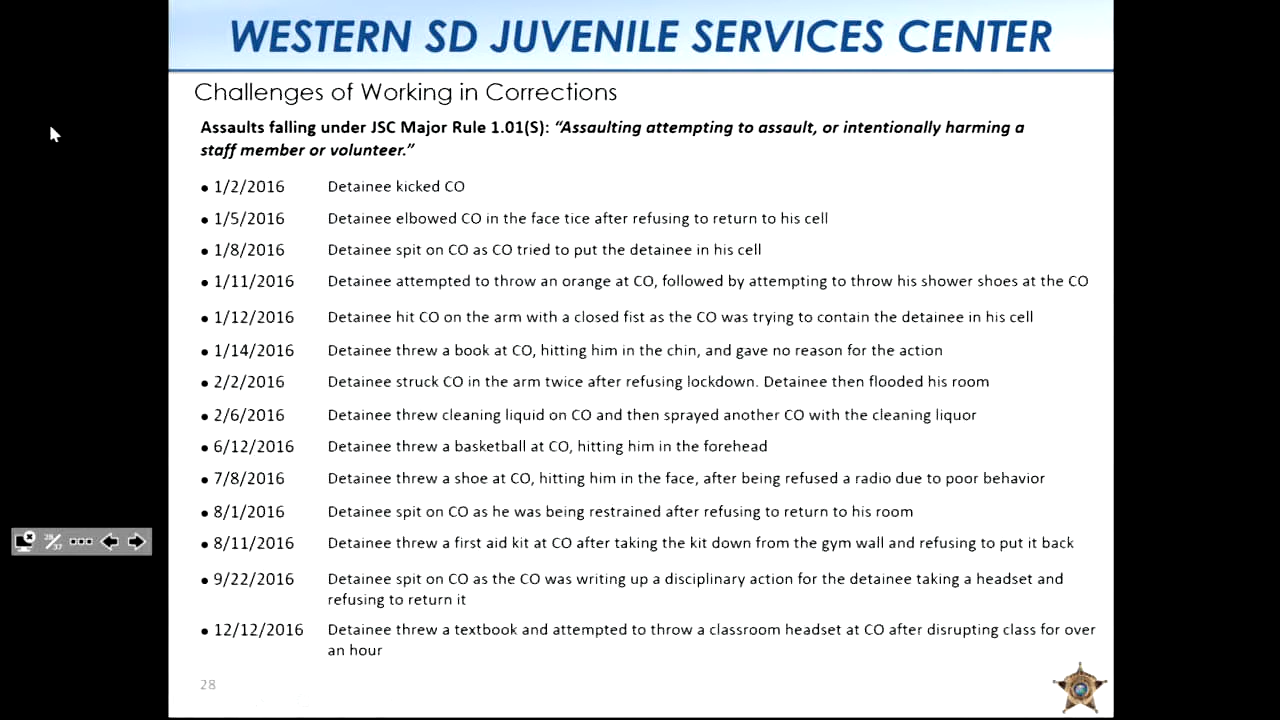 WESTERN SD JUVENILE SERVICES CENTER
Challenges of Working in Corrections
Assaults falling under JSC Major Rule 1.01(S): “Assaulting attempting to assault, or intentionally harming a
staff member or volunteer.”
• 1/2/2016 Detainee kicked CO
• 1/5/2016 Detainee elbowed CO in the face tice after refusing to return to his cell
• 1/8/2016 Detainee spit on CO as CO tried to put the detainee in his cell
• 1/11/2016 Detainee attempted to throw an orange at CO, followed by attempting to throw his shower shoes at the CO
• 1/12/2016 Detainee hit CO on the arm with a closed fist as the CO was trying to contain the detainee in his cell
• 1/14/2016 Detainee threw a book at CO, hitting him in the chin, and gave no reason for the action
• 2/2/2016 Detainee struck CO in the arm twice after refusing lockdown. Detainee then flooded his room
• 2/6/2016 Detainee threw cleaning liquid on CO and then sprayed another CO with the cleaning liquor
• 6/12/2016 Detainee threw a basketball at CO, hitting him in the forehead
• 7/8/2016 Detainee threw a shoe at CO, hitting him in the face, after being refused a radio due to poor behavior
• 8/1/2016 Detainee spit on CO as he was being restrained after refusing to return to his room
• 8/11/2016 Detainee threw a first aid kit at CO after taking the kit down from the gym wall and refusing to put it back
• 9/22/2016 Detainee spit on CO as the CO was writing up a disciplinary action for the detainee taking a headset and
refusing to return it
• 12/12/2016 Detainee threw a textbook and attempted to throw a classroom headset at CO after disrupting class for over
an hour
28